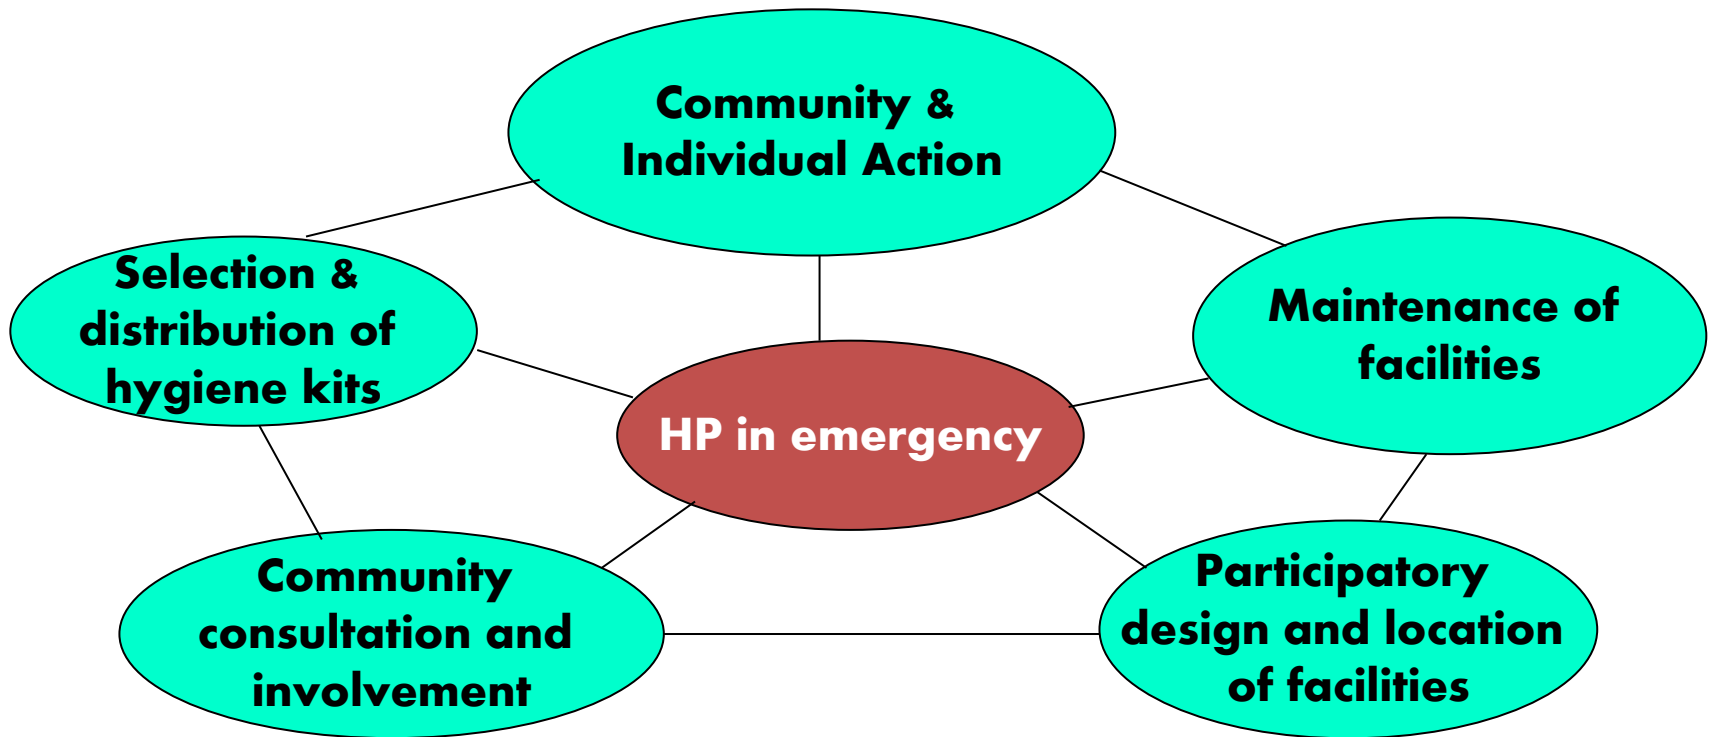 Community &
Individual Action
Selection &
distribution of
hygiene kits
Maintenance of
facilities
HP in emergency
Community
consultation and
involvement
Participatory
design and location
of facilities